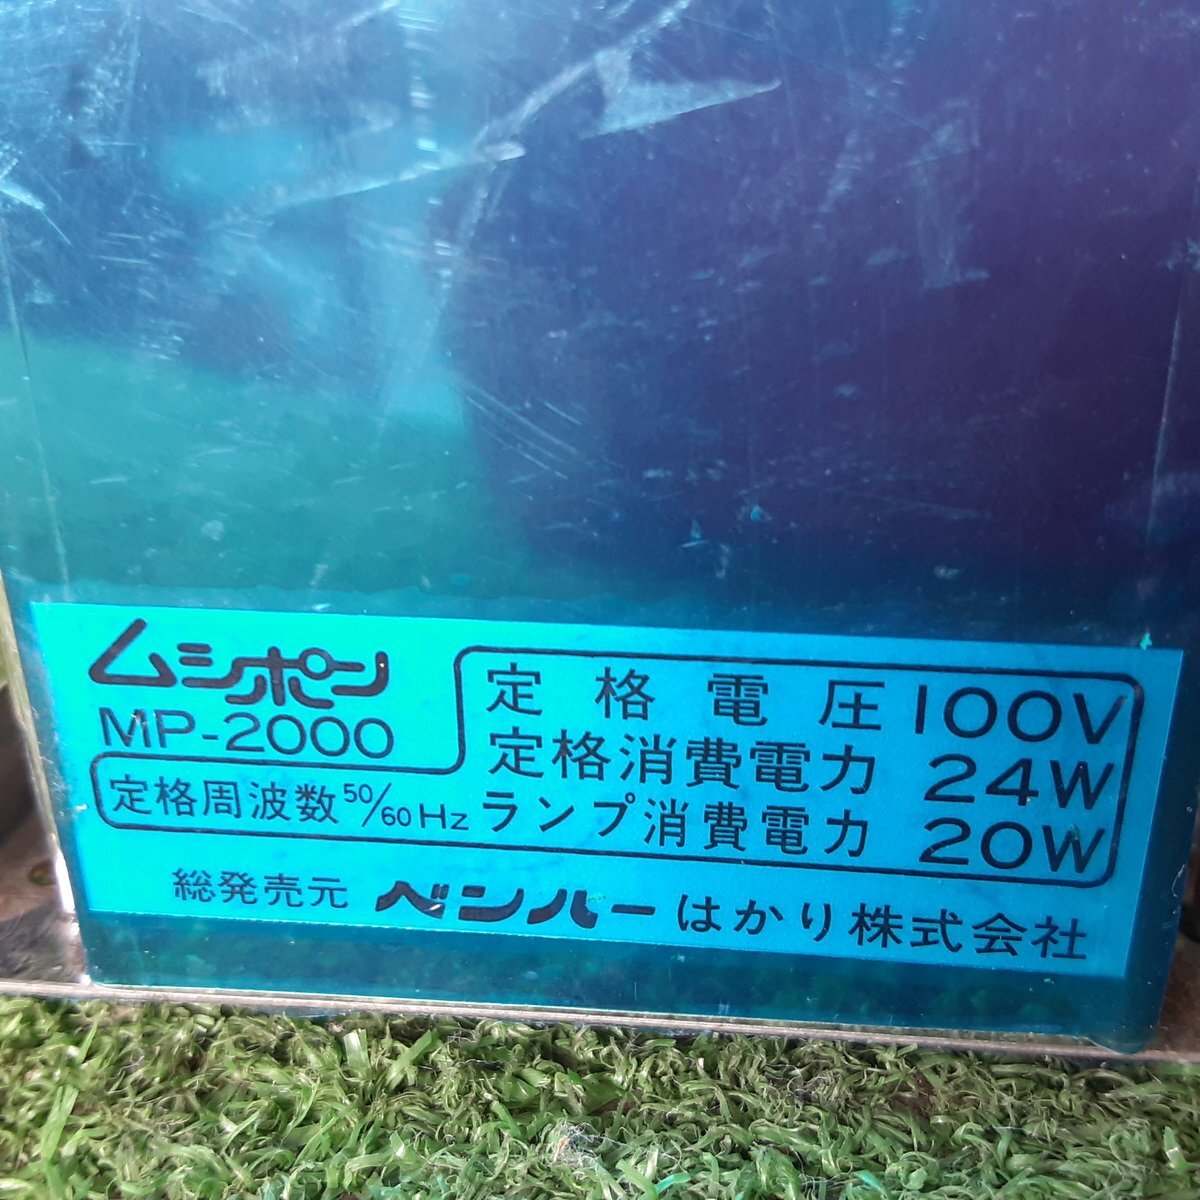 ムシポン
MP-2000
定格電圧 100V
定格消費電力 24W
定格周波数 50/60Hz
ランプ消費電力 20W
総発売元 ベンハーはかり株式会社